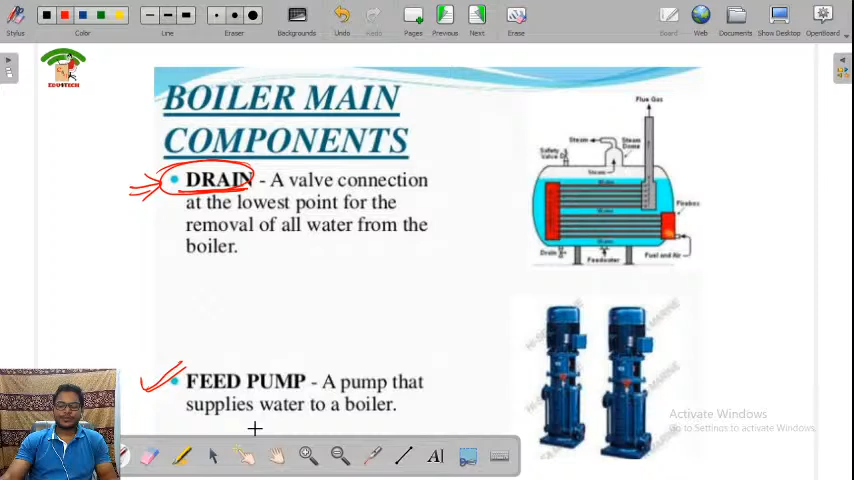 Stylus
Color
Line
Eraser
Backgrounds
Undo
Redo
Pages
Previous
Next
Erase
Board
Web
Documents
Show Desktop
OpenBoard
EDU4TECH
BOILER MAIN
COMPONENTS
DRAIN - A valve connection
at the lowest point for the
removal of all water from the
boiler.
FEED PUMP - A pump that
supplies water to a boiler.
Flue Gas
Steam
Steam
Dome
Safety
Valve
Steam
Water
Firebox
Water
Drain
Feedwater
Fuel and Air
Activate Windows
Go to Settings to activate Windows.